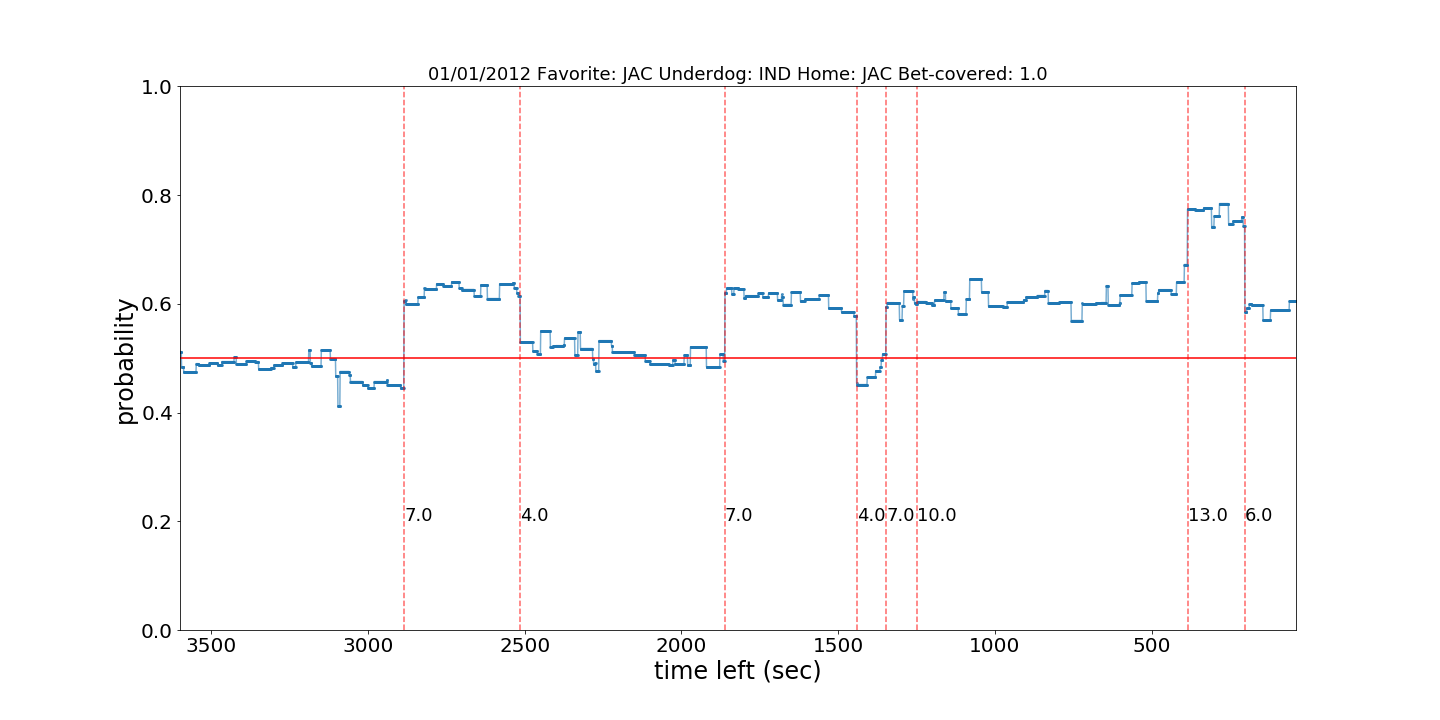 01/01/2012 Favorite: JAC Underdog: IND Home: JAC Bet-covered: 1.0
1.0
0.8
0.6
0.4
0.2
0.0
probability
7.0 4.0 7.0 4.0 7.0 10.0 13.0 6.0
3500 3000 2500 2000 1500 1000 500
time left (sec)